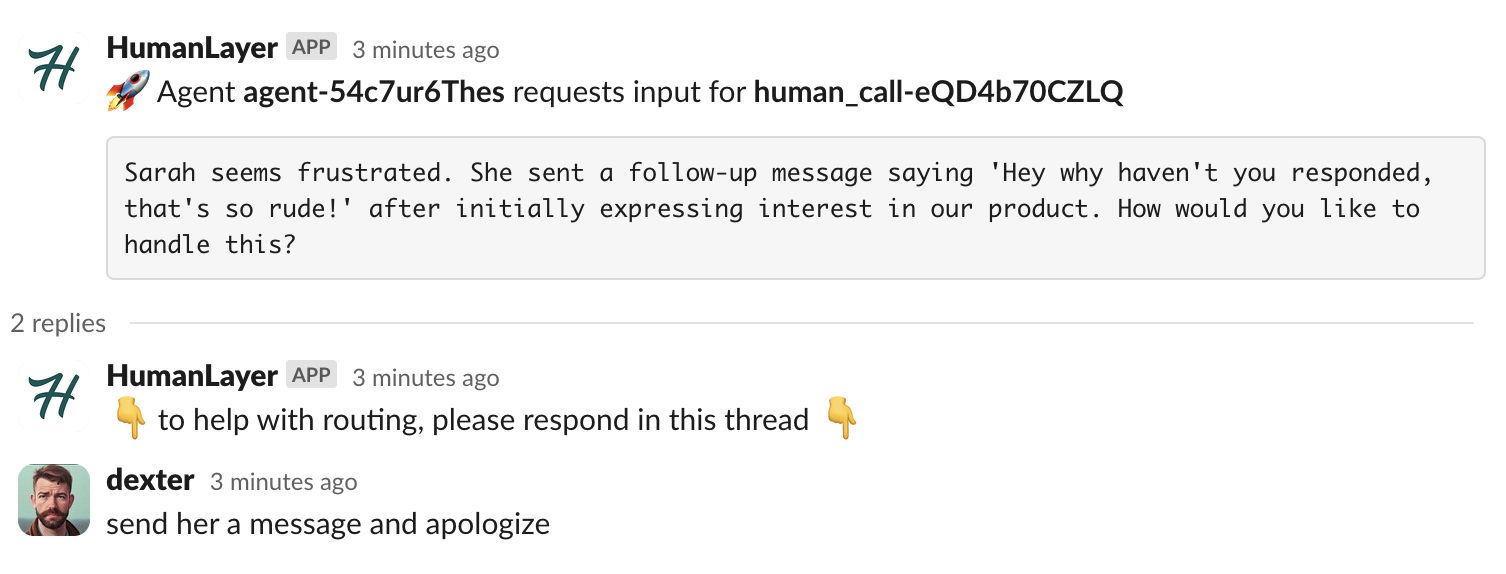 HumanLayer APP 3 minutes ago
🚀 Agent agent-54c7ur6Thes requests input for human_call-eQD4b70CZLQ
Sarah seems frustrated. She sent a follow-up message saying 'Hey why haven't you responded,
that's so rude!' after initially expressing interest in our product. How would you like to
handle this?
2 replies
HumanLayer APP 3 minutes ago
👇 to help with routing, please respond in this thread 👇
dexter 3 minutes ago
send her a message and apologize